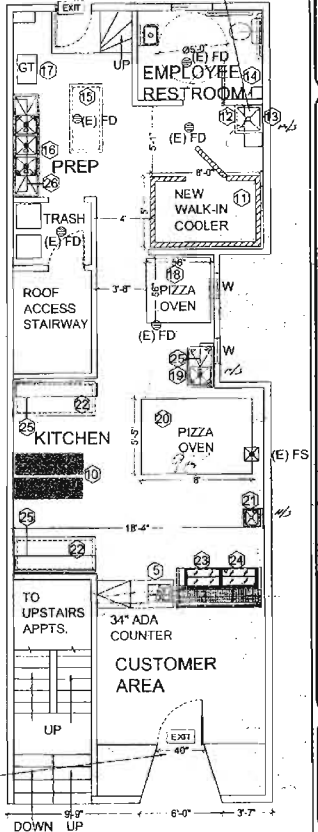 EXIT
GT
17
UP
Ø5'-0"
(E) FD
EMPLOYEE
RESTROOM
14
15
(E) FD
12
13
(E) FD
16
PREP
5'-1"
8'-0"
26
NEW
WALK-IN
COOLER
11
TRASH
(E) FD
4'
5'
18
56"
PIZZA
OVEN
56"
W
ROOF
ACCESS
STAIRWAY
3'-8"
(E) FD
25
19
W
22
25
KITCHEN
20
PIZZA
OVEN
5'-5"
8'
(E) FS
10
21
25
18'-4"
22
5
23
24
TO
UPSTAIRS
APPTS.
34" ADA
COUNTER
CUSTOMER
AREA
UP
EXIT
40"
9'-9"
6'-0"
3'-7"
DOWN UP